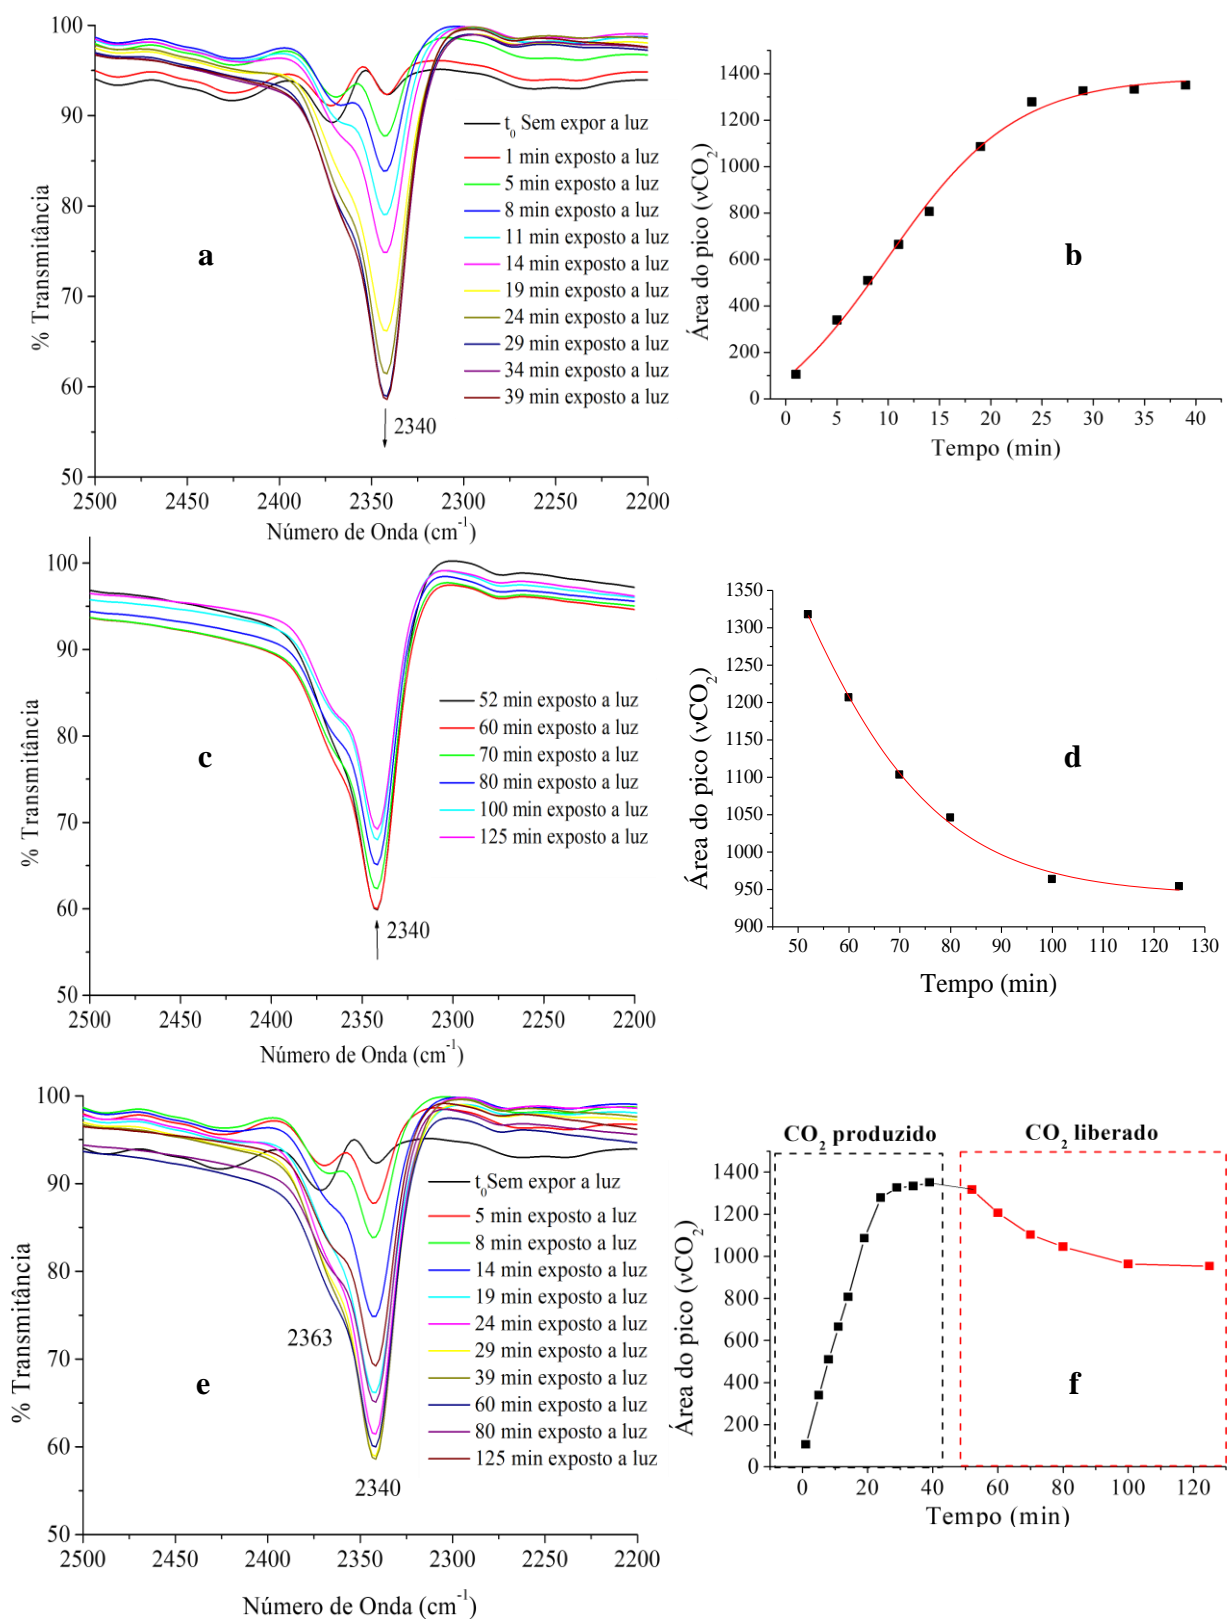 100
90
80
70
60
50
% Transmitância
a
t0 Sem expor a luz
1 min exposto a luz
5 min exposto a luz
8 min exposto a luz
11 min exposto a luz
14 min exposto a luz
19 min exposto a luz
24 min exposto a luz
29 min exposto a luz
34 min exposto a luz
39 min exposto a luz
2340
2500 2450 2400 2350 2300 2250 2200
Número de Onda (cm-1)
1400
1200
1000
800
600
400
200
0
Área do pico (νCO2)
b
0 5 10 15 20 25 30 35 40
Tempo (min)
100
90
80
70
60
50
% Transmitância
c
52 min exposto a luz
60 min exposto a luz
70 min exposto a luz
80 min exposto a luz
100 min exposto a luz
125 min exposto a luz
2340
2500 2450 2400 2350 2300 2250 2200
Número de Onda (cm-1)
1350
1300
1250
1200
1150
1100
1050
1000
950
900
Área do pico (νCO2)
d
50 60 70 80 90 100 110 120 130
Tempo (min)
100
90
80
70
60
50
% Transmitância
e
t0Sem expor a luz
5 min exposto a luz
8 min exposto a luz
14 min exposto a luz
19 min exposto a luz
24 min exposto a luz
29 min exposto a luz
39 min exposto a luz
60 min exposto a luz
80 min exposto a luz
125 min exposto a luz
2363
2340
2500 2450 2400 2350 2300 2250 2200
Número de Onda (cm-1)
CO2 produzido CO2 liberado
1400
1200
1000
800
600
400
200
0
Área do pico (νCO2)
f
0 20 40 60 80 100 120
Tempo (min)